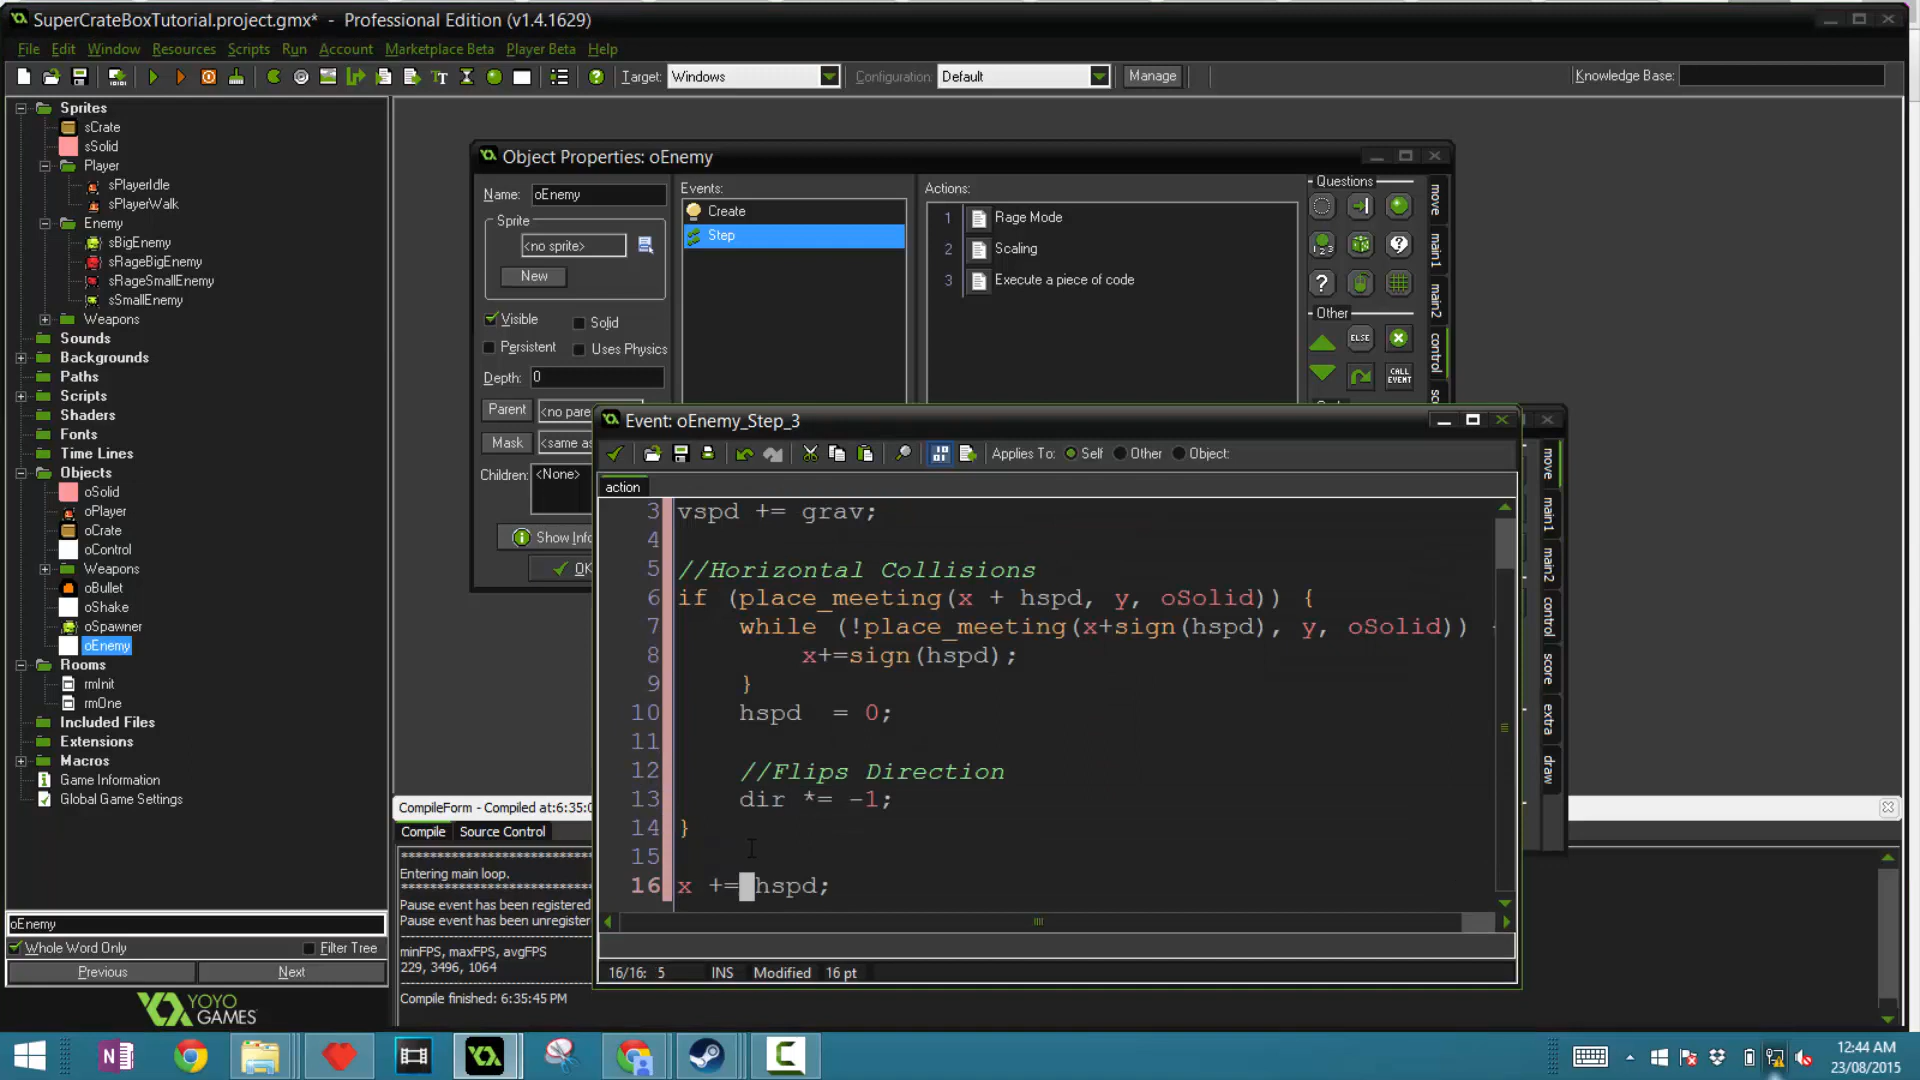 SuperCrateBoxTutorial.project.gmx* - Professional Edition (v1.4.1629)
File Edit Window Resources Scripts Run Account Marketplace Beta Player Beta Help
Target: Windows Configuration: Default Manage Knowledge Base:
Sprites
sCrate
sSolid
Player
sPlayerIdle
sPlayerWalk
Enemy
sBigEnemy
sRageBigEnemy
sRageSmallEnemy
sSmallEnemy
Weapons
Sounds
Backgrounds
Paths
Scripts
Shaders
Fonts
Time Lines
Objects
oSolid
oPlayer
oCrate
oControl
Weapons
oBullet
oShake
oSpawner
oEnemy
Rooms
rmInit
rmOne
Included Files
Extensions
Macros
Game Information
Global Game Settings
oEnemy
Whole Word Only Filter Tree
Previous Next
YOYO
GAMES™
Object Properties: oEnemy
Name: oEnemy
Sprite
<no sprite>
New
Visible Solid
Persistent Uses Physics
Depth: 0
Parent <no pare
Mask <same as
Children: <None>
Show Info
OK
Events:
Create
Step
Actions:
1 Rage Mode
2 Scaling
3 Execute a piece of code
Questions
Other
ELSE
CALL EVENT
move
main1
main2
control
Event: oEnemy_Step_3
Applies To: Self Other Object:
action
3 vspd += grav;
4
5 //Horizontal Collisions
6 if (place_meeting(x + hspd, y, oSolid)) {
7 while (!place_meeting(x+sign(hspd), y, oSolid))
8 x+=sign(hspd);
9 }
10 hspd = 0;
11
12 //Flips Direction
13 dir *= -1;
14 }
15
16 x += hspd;
16/16: 5 INS Modified 16 pt
move
main1
main2
control
score
extra
draw
CompileForm - Compiled at:6:35:0
Compile Source Control
Entering main loop.
Pause event has been registered
Pause event has been unregister
minFPS, maxFPS, avgFPS
229, 3496, 1064
Compile finished: 6:35:45 PM
12:44 AM
23/08/2015